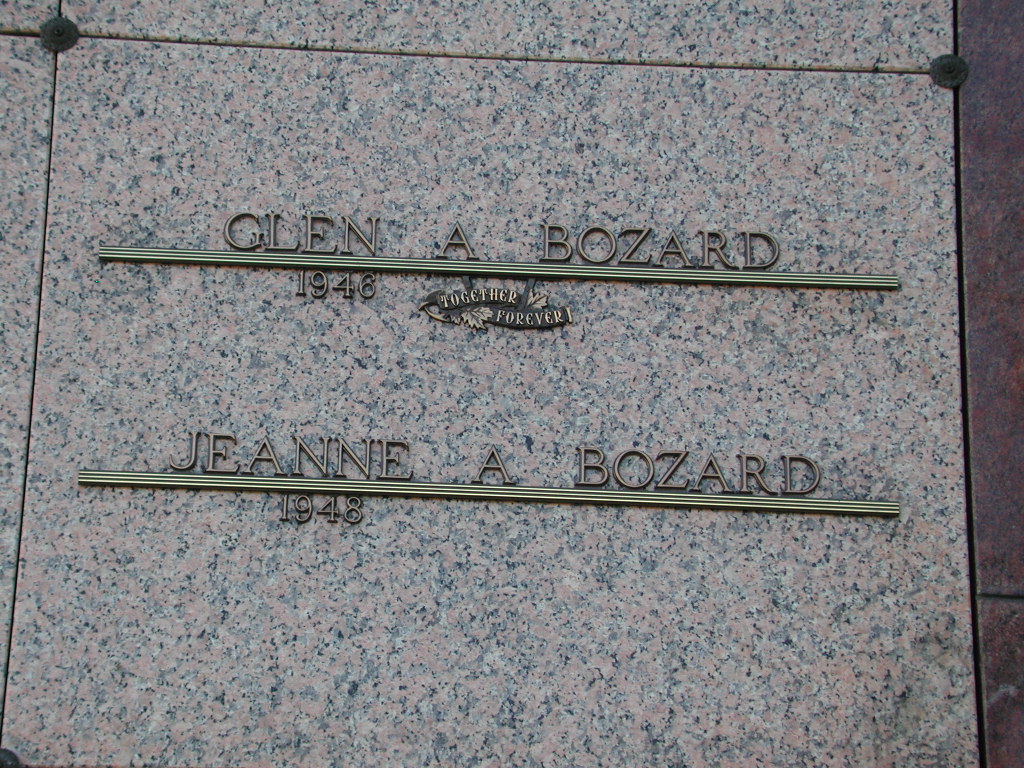 GLEN A BOZARD
1946
TOGETHER
FOREVER!
JEANNE A BOZARD
1948